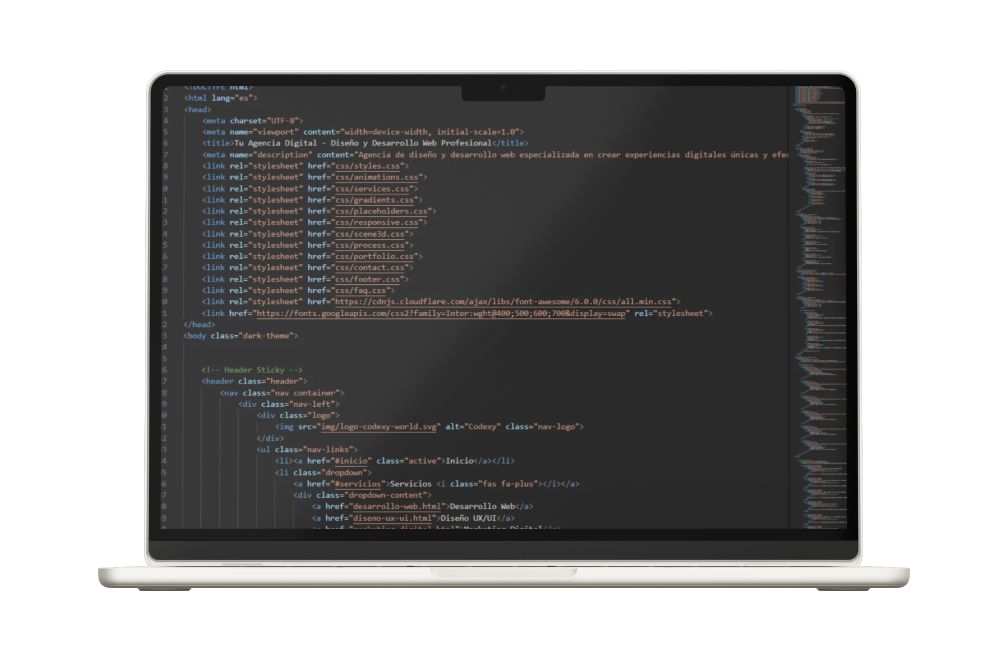 <!DOCTYPE html>
2 <html lang="es">
3 <head>
4 <meta charset="UTF-8">
5 <meta name="viewport" content="width=device-width, initial-scale=1.0">
6 <title>Tu Agencia Digital - Diseño y Desarrollo Web Profesional</title>
7 <meta name="description" content="Agencia de diseño y desarrollo web especializada en crear experiencias digitales únicas y efec
8 <link rel="stylesheet" href="css/styles.css">
9 <link rel="stylesheet" href="css/animations.css">
0 <link rel="stylesheet" href="css/services.css">
1 <link rel="stylesheet" href="css/gradients.css">
2 <link rel="stylesheet" href="css/placeholders.css">
3 <link rel="stylesheet" href="css/responsive.css">
4 <link rel="stylesheet" href="css/scene3d.css">
5 <link rel="stylesheet" href="css/process.css">
6 <link rel="stylesheet" href="css/portfolio.css">
7 <link rel="stylesheet" href="css/contact.css">
8 <link rel="stylesheet" href="css/footer.css">
9 <link rel="stylesheet" href="css/faq.css">
0 <link rel="stylesheet" href="https://cdnjs.cloudflare.com/ajax/libs/font-awesome/6.0.0/css/all.min.css">
1 <link href="https://fonts.googleapis.com/css2?family=Inter:wght@400;500;600;700&display=swap" rel="stylesheet">
2 </head>
3 <body class="dark-theme">
4
5
6 <!-- Header Sticky -->
7 <header class="header">
8 <nav class="nav container">
9 <div class="nav-left">
0 <div class="logo">
1 <img src="img/logo-codexy-world.svg" alt="Codexy" class="nav-logo">
2 </div>
3 <ul class="nav-links">
4 <li><a href="#inicio" class="active">Inicio</a></li>
5 <li class="dropdown">
6 <a href="#servicios">Servicios <i class="fas fa-plus"></i></a>
7 <div class="dropdown-content">
8 <a href="desarrollo-web.html">Desarrollo Web</a>
9 <a href="diseno-ux-ui.html">Diseño UX/UI</a>
<a href="marketing-digital.html">Marketing Digital</a>